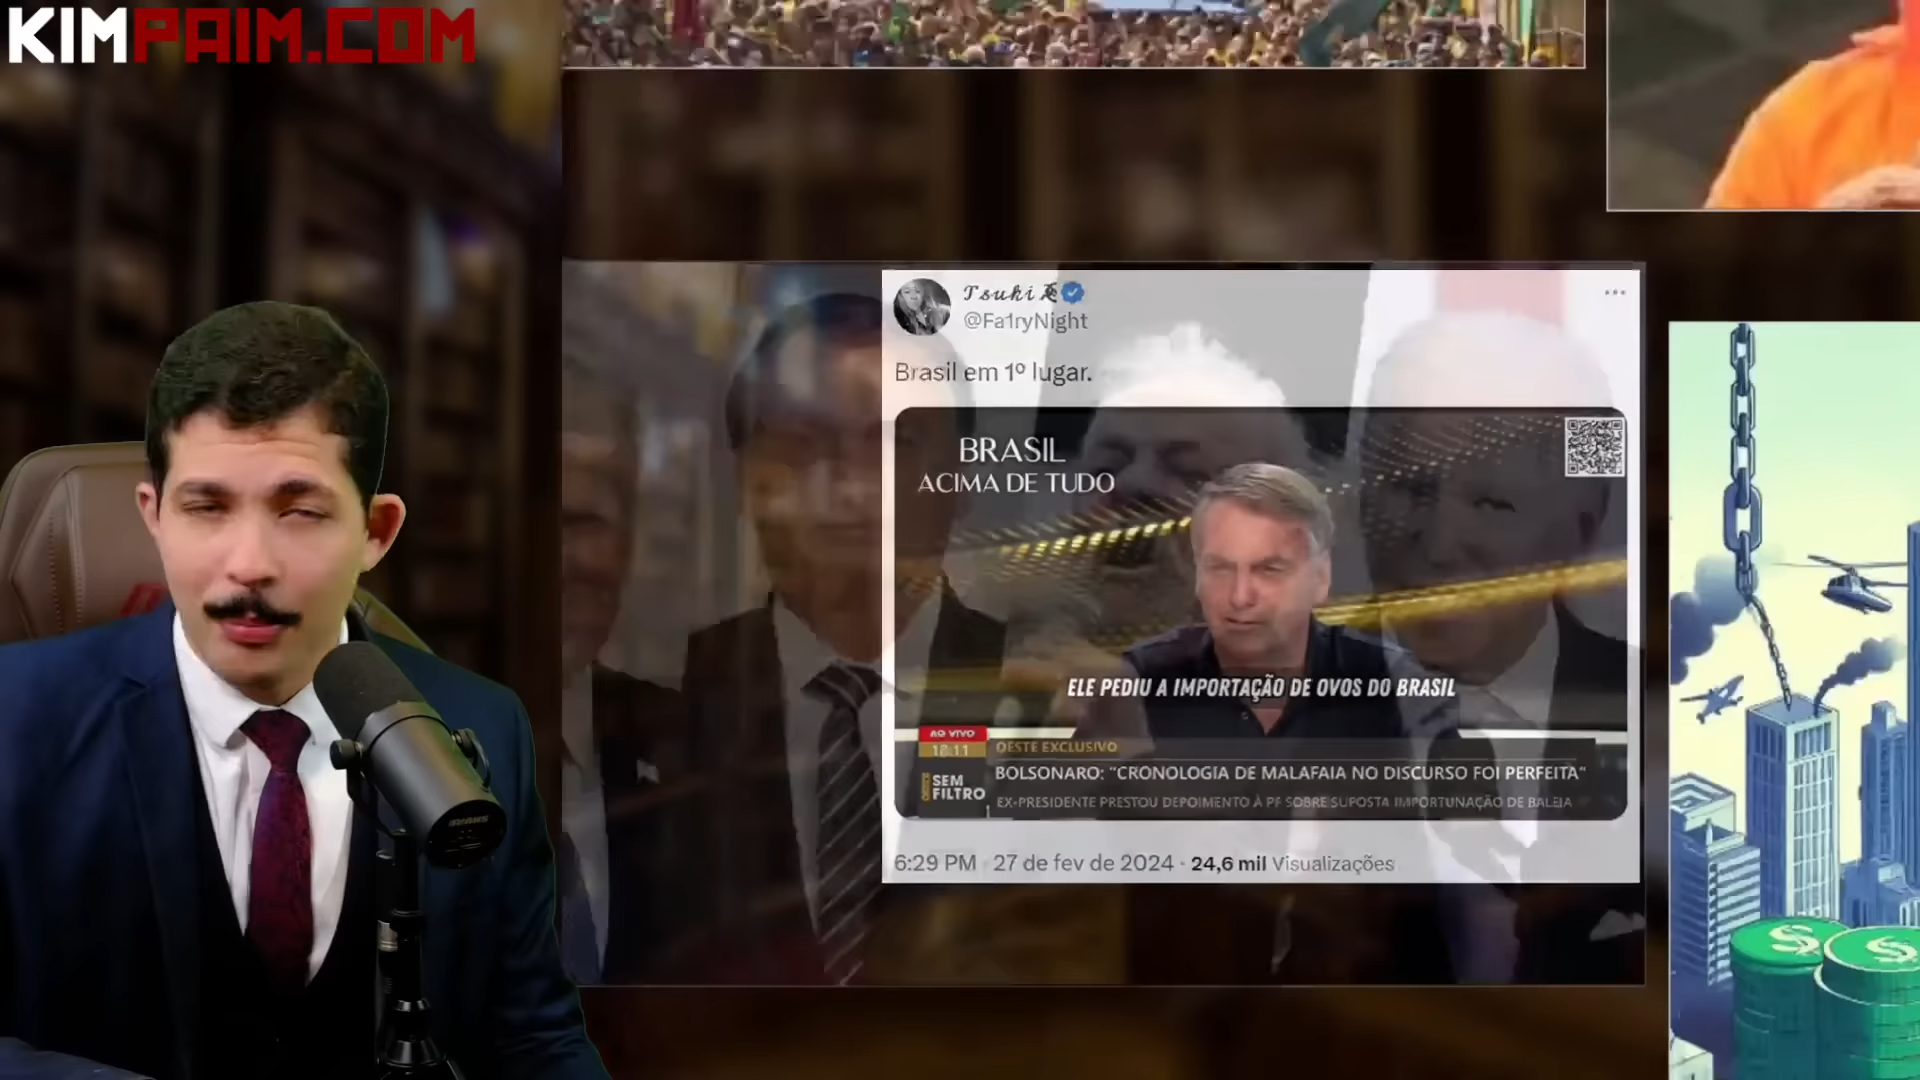 KIMPAIM.COM
Tsuki
@Fa1ryNight
Brasil em 1º lugar.
BRASIL
ACIMA DE TUDO
ELE PEDIU A IMPORTAÇÃO DE OVOS DO BRASIL
AO VIVO
18:11
OESTE EXCLUSIVO
SEM
FILTRO
BOLSONARO: "CRONOLOGIA DE MALAFAIA NO DISCURSO FOI PERFEITA"
EX-PRESIDENTE PRESTOU DEPOIMENTO À PF SOBRE SUPOSTA IMPORTUNAÇÃO DE BALEIA
6:29 PM · 27 de fev de 2024 · 24,6 mil Visualizações
$
$